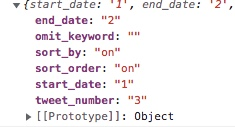 ▼{start_date: '1', end_date: '2',
end_date: "2"
omit_keyword: ""
sort_by: "on"
sort_order: "on"
start_date: "1"
tweet_number: "3"
▶ [[Prototype]]: Object